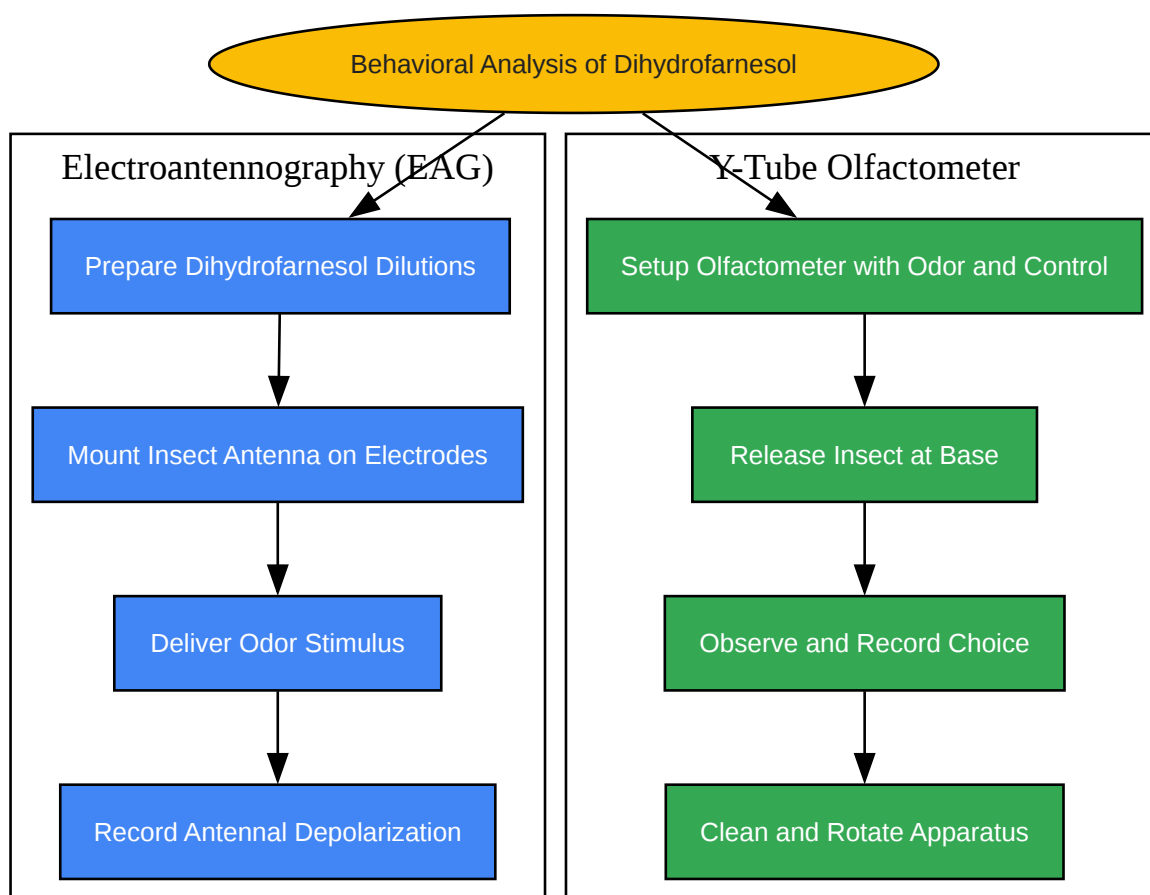 Behavioral Analysis of Dihydrofarnesol
Electroantennography (EAG)
Prepare Dihydrofarnesol Dilutions
Mount Insect Antenna on Electrodes
Deliver Odor Stimulus
Record Antennal Depolarization
Y-Tube Olfactometer
Setup Olfactometer with Odor and Control
Release Insect at Base
Observe and Record Choice
Clean and Rotate Apparatus